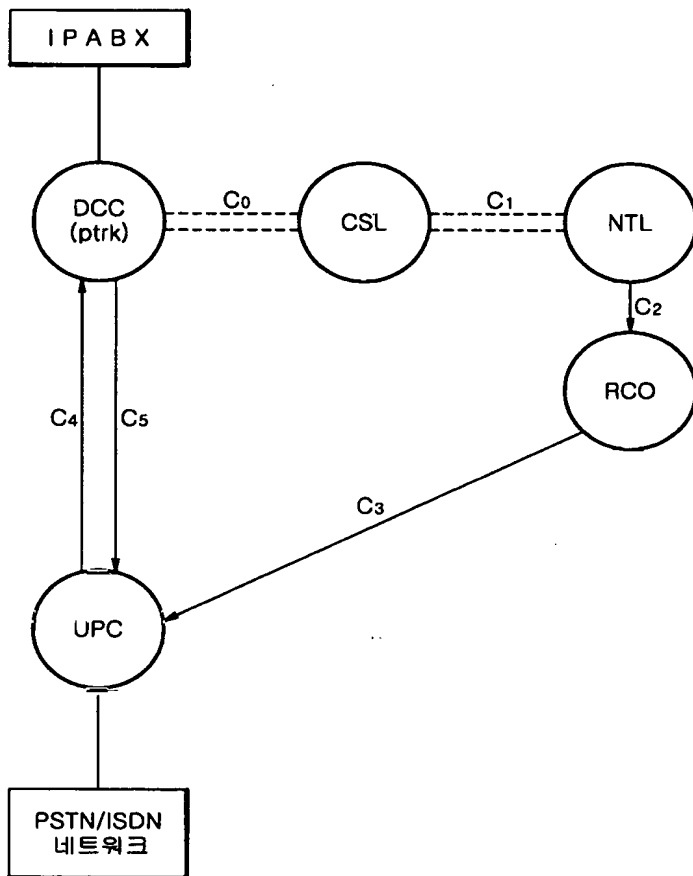 IPABX
DCC
(ptrk)
C0
CSL
C1
NTL
C2
RCO
C4
C5
C3
UPC
PSTN/ISDN
네트워크